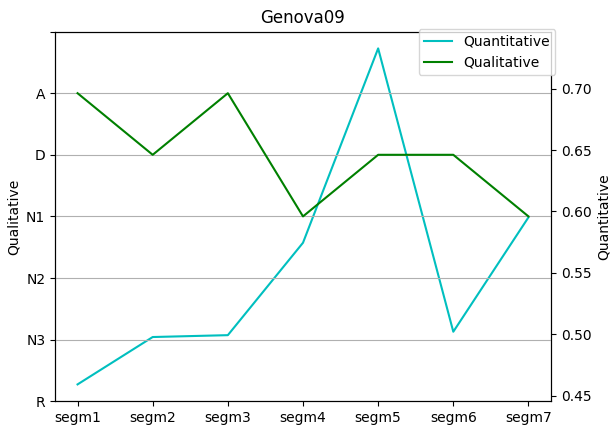 Genova09
Quantitative
Qualitative
A
D
N1
N2
N3
R
Qualitative
0.70
0.65
0.60
0.55
0.50
0.45
Quantitative
segm1 segm2 segm3 segm4 segm5 segm6 segm7